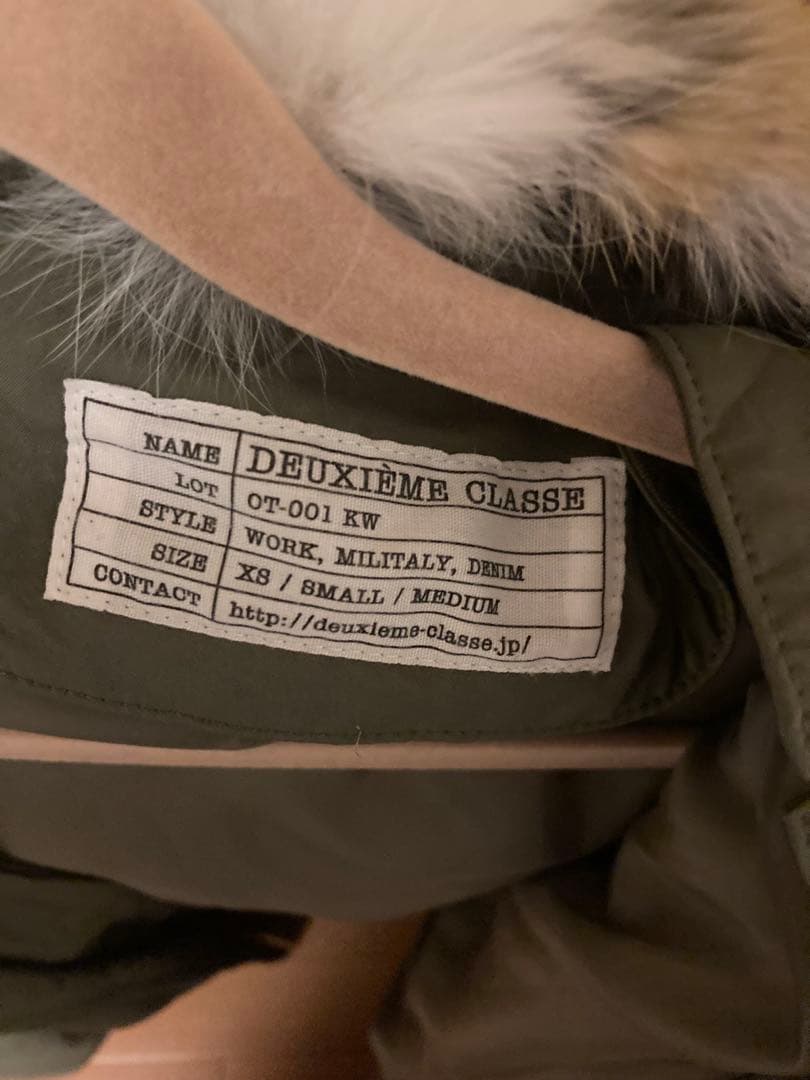 NAME DEUXIÈME CLASSE
LOT OT-001 KW
STYLE WORK, MILITALY, DENIM
SIZE XS / SMALL / MEDIUM
CONTACT http://deuxieme-classe.jp/